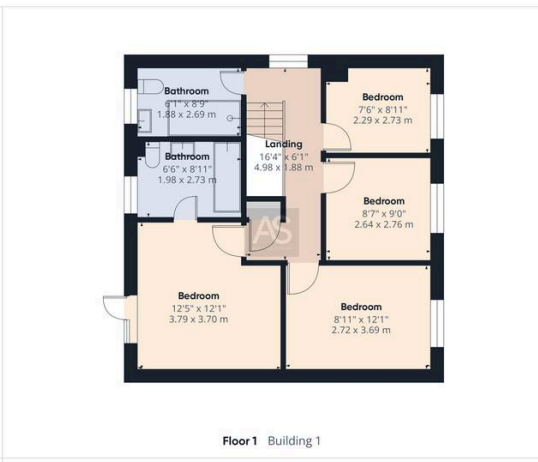 Bathroom
6'1" x 8'9"
1.88 x 2.69 m
Bedroom
7'6" x 8'11"
2.29 x 2.73 m
Landing
16'4" x 6'1"
4.98 x 1.88 m
Bathroom
6'6" x 8'11"
1.98 x 2.73 m
Bedroom
8'7" x 9'0"
2.64 x 2.76 m
AS
Bedroom
12'5" x 12'1"
3.79 x 3.70 m
Bedroom
8'11" x 12'1"
2.72 x 3.69 m
Floor 1 Building 1